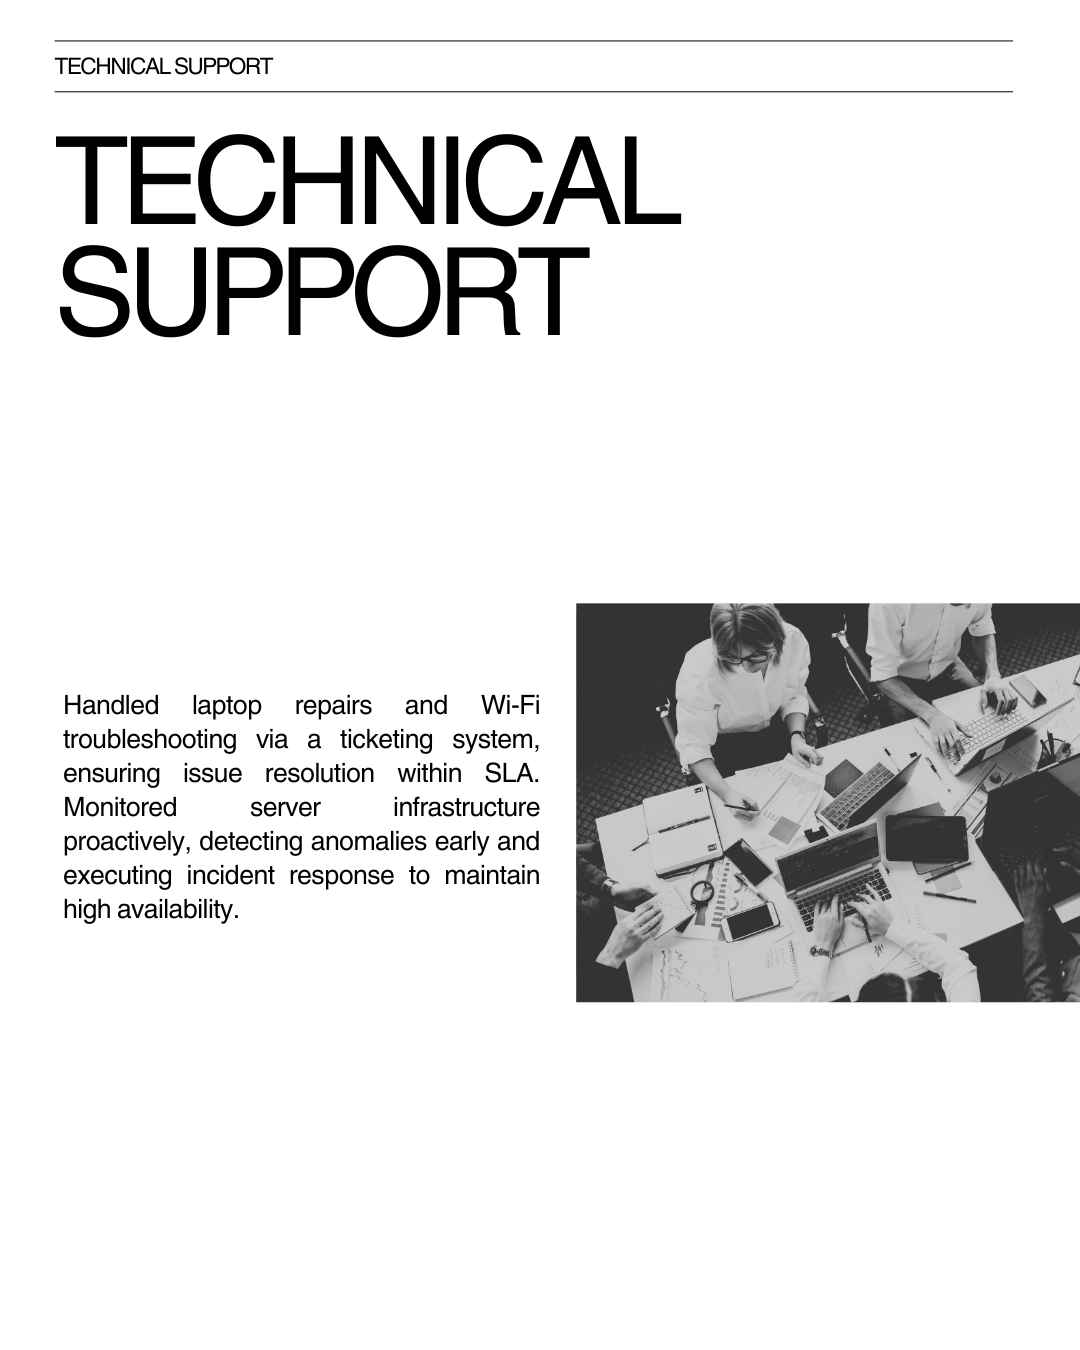 TECHNICAL SUPPORT
TECHNICAL
SUPPORT
Handled laptop repairs and Wi-Fi
troubleshooting via a ticketing system,
ensuring issue resolution within SLA.
Monitored server infrastructure
proactively, detecting anomalies early and
executing incident response to maintain
high availability.